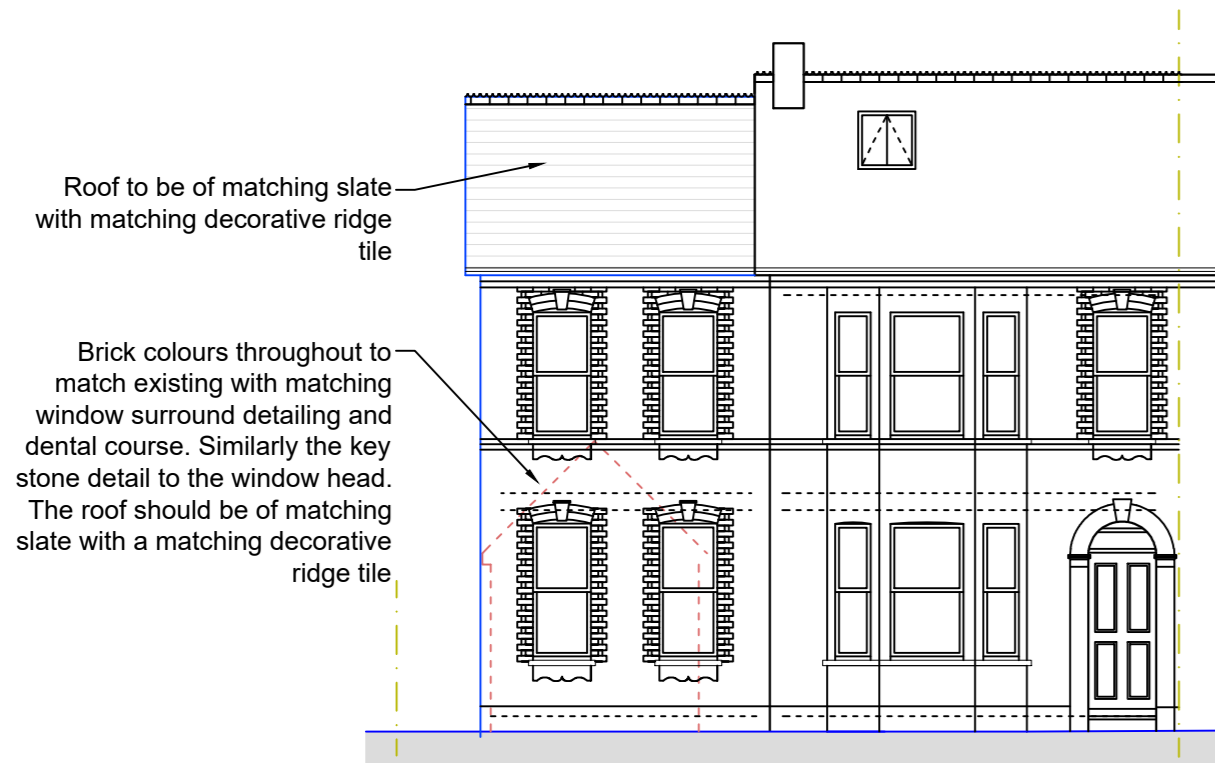 Roof to be of matching slate
with matching decorative ridge
tile
Brick colours throughout to
match existing with matching
window surround detailing and
dental course. Similarly the key
stone detail to the window head.
The roof should be of matching
slate with a matching decorative
ridge tile